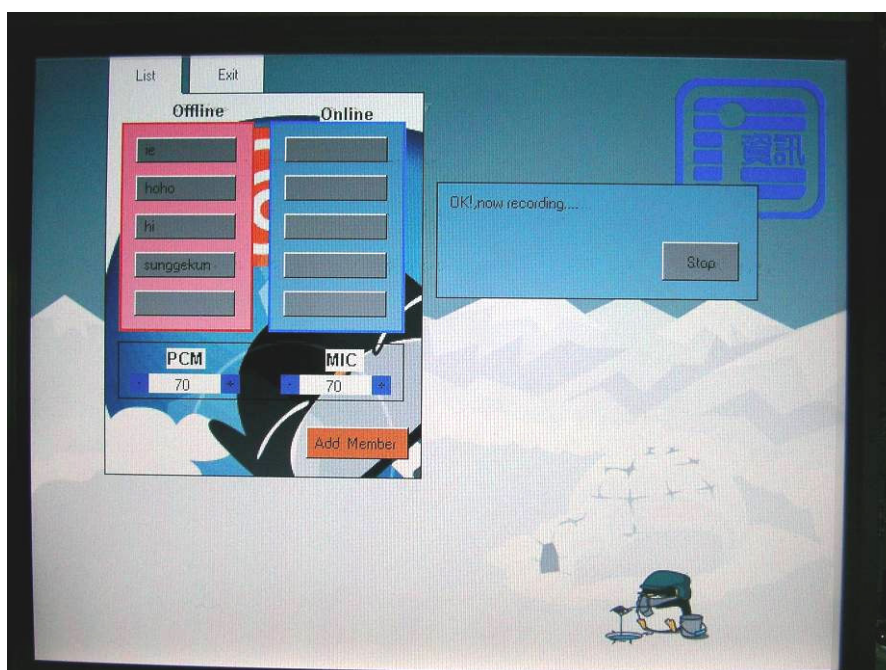 List Exit
Offline Online
ie
hoho
hi
sunggekun
PCM MIC
- 70 + - 70 +
Add Member
OK!,now recording....
Stop
資訊